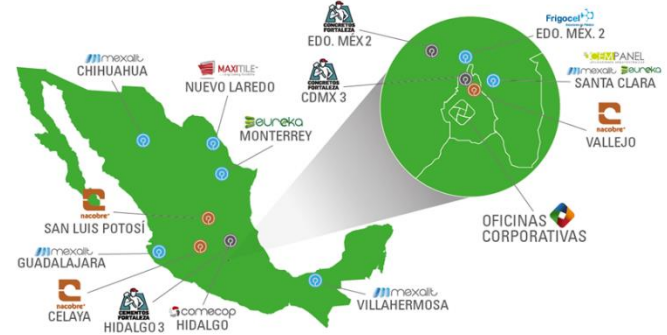 CONCRETOS
FORTALEZA
EDO. MÉX 2
Frigocel
EDO. MÉX. 2
mexalit
CHIHUAHUA
MAXITILE
NUEVO LAREDO
CONCRETOS
FORTALEZA
CDMX 3
CEMPANEL
mexalit eureka
SANTA CLARA
eureka
MONTERREY
nacobre
VALLEJO
nacobre
SAN LUIS POTOSÍ
OFICINAS
CORPORATIVAS
mexalit
GUADALAJARA
nacobre
CELAYA
CEMENTOS
FORTALEZA
HIDALGO 3
comecop
HIDALGO
mexalit
VILLAHERMOSA